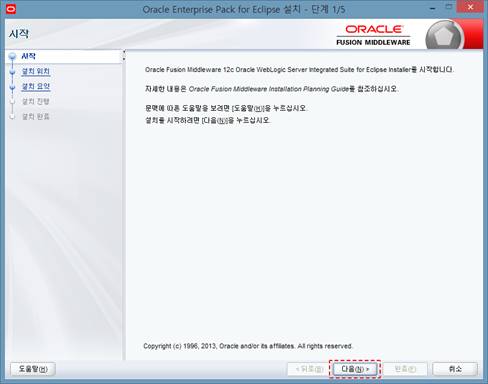 Oracle Enterprise Pack for Eclipse 설치 - 단계 1/5
시작
ORACLE
FUSION MIDDLEWARE
시작
설치 위치
설치 요약
설치 진행
설치 완료
Oracle Fusion Middleware 12c Oracle WebLogic Server Integrated Suite for Eclipse Installer를 시작합니다.
자세한 내용은 Oracle Fusion Middleware Installation Planning Guide를 참조하십시오.
문맥에 따른 도움말을 보려면 [도움말(H)]을 누르십시오.
설치를 시작하려면 [다음(N)]을 누르십시오.
Copyright (c) 1996, 2013, Oracle and/or its affiliates. All rights reserved.
도움말(H)
< 뒤로(B)
다음(N) >
완료(F)
취소